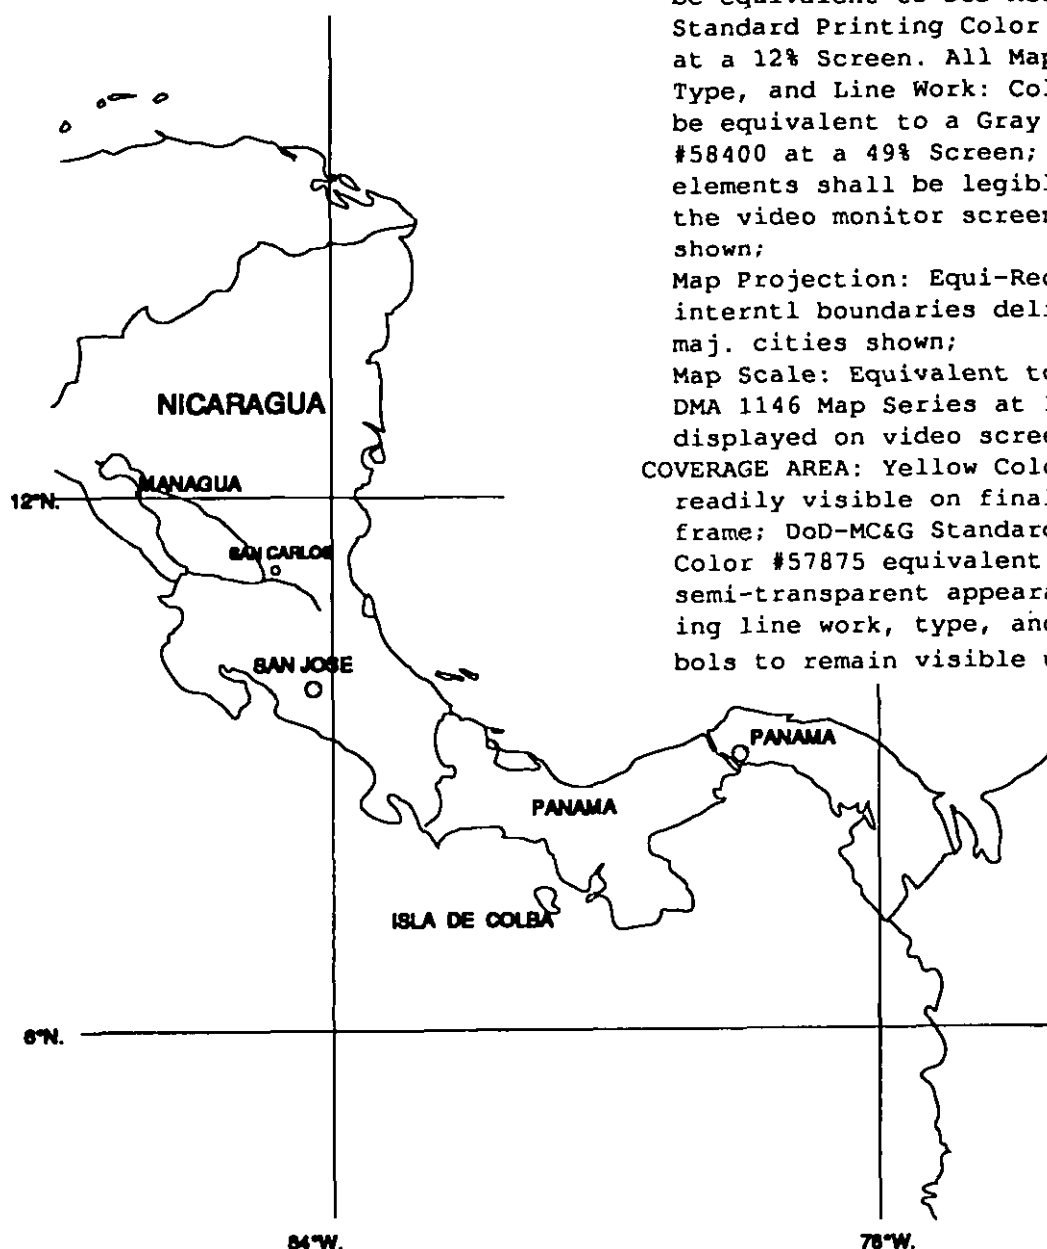 be equivalent to
Standard Printing Color
at a 12% Screen. All Map
Type, and Line Work: Col
be equivalent to a Gray
#58400 at a 49% Screen;
elements shall be legibl
the video monitor screen
shown;
Map Projection: Equi-Rec
interntl boundaries deli
maj. cities shown;
Map Scale: Equivalent to
DMA 1146 Map Series at
displayed on video scree
COVERAGE AREA: Yellow Colo
readily visible on final
frame; DoD-MC&G Standard
Color #57875 equivalent
semi-transparent appeara
ing line work, type, and
bols to remain visible u
NICARAGUA
MANAGUA
12°N.
SAN CARLOS
SAN JOSE
PANAMA
PANAMA
ISLA DE COLBA
6°N.
84°W.
78°W.